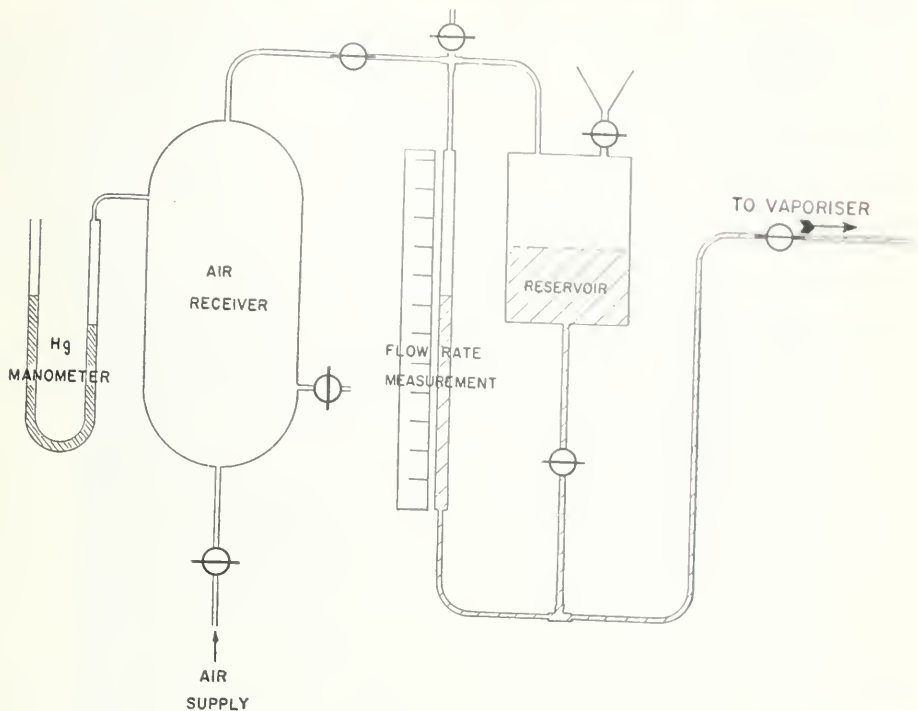 TO VAPORISER
AIR
RECEIVER
RESERVOIR
Hg
MANOMETER
FLOW RATE
MEASUREMENT
AIR
SUPPLY